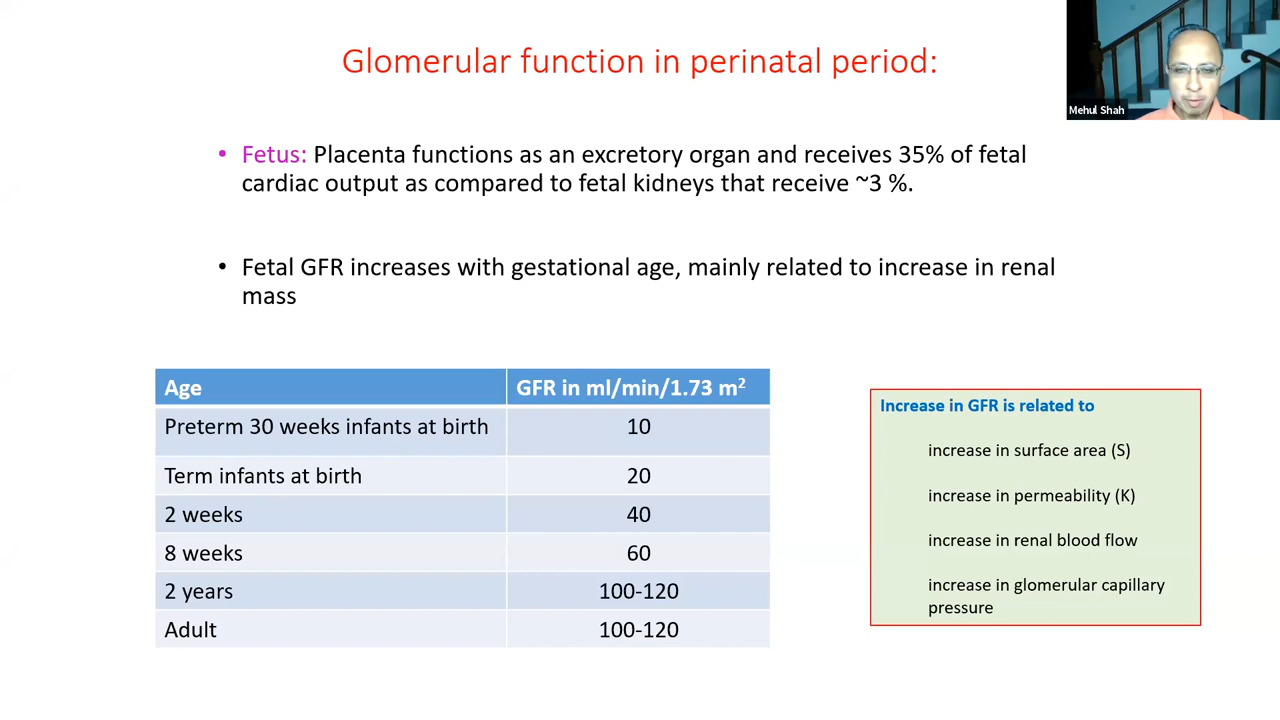 Glomerular function in perinatal period:
Mehul Shah
• Fetus: Placenta functions as an excretory organ and receives 35% of fetal
cardiac output as compared to fetal kidneys that receive ~3 %.
• Fetal GFR increases with gestational age, mainly related to increase in renal
mass
Age GFR in ml/min/1.73 m²
Preterm 30 weeks infants at birth 10
Term infants at birth 20
2 weeks 40
8 weeks 60
2 years 100-120
Adult 100-120
Increase in GFR is related to
increase in surface area (S)
increase in permeability (K)
increase in renal blood flow
increase in glomerular capillary
pressure